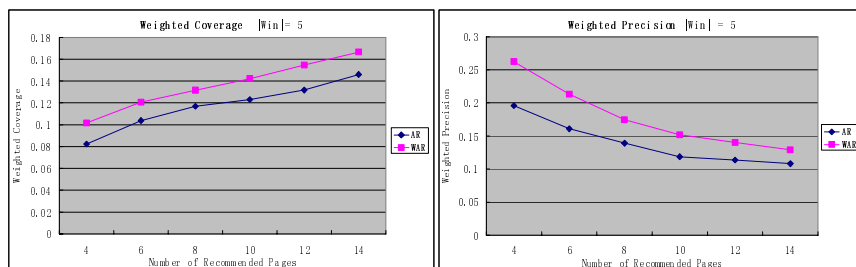 Weighted Coverage |Win|= 5
0.18
0.16
0.14
0.12
0.1
0.08
0.06
0.04
0.02
0
Weighted Coverage
4 6 8 10 12 14
Number of Recommended Pages
AR
WAR
Weighted Precision |Win| = 5
0.3
0.25
0.2
0.15
0.1
0.05
0
Weighted Precision
4 6 8 10 12 14
Number of Recommended Pages
AR
WAR